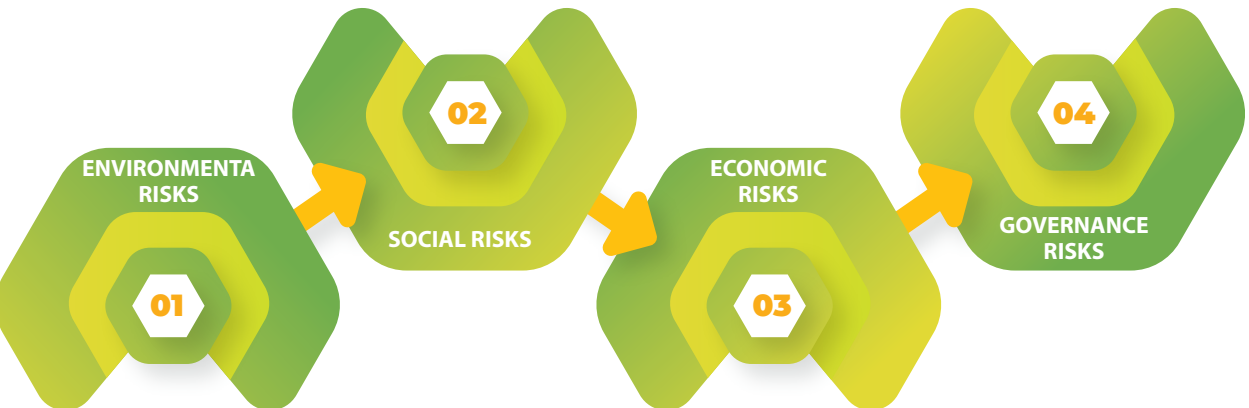 ENVIRONMENTA
RISKS
01
02
SOCIAL RISKS
ECONOMIC
RISKS
03
04
GOVERNANCE
RISKS